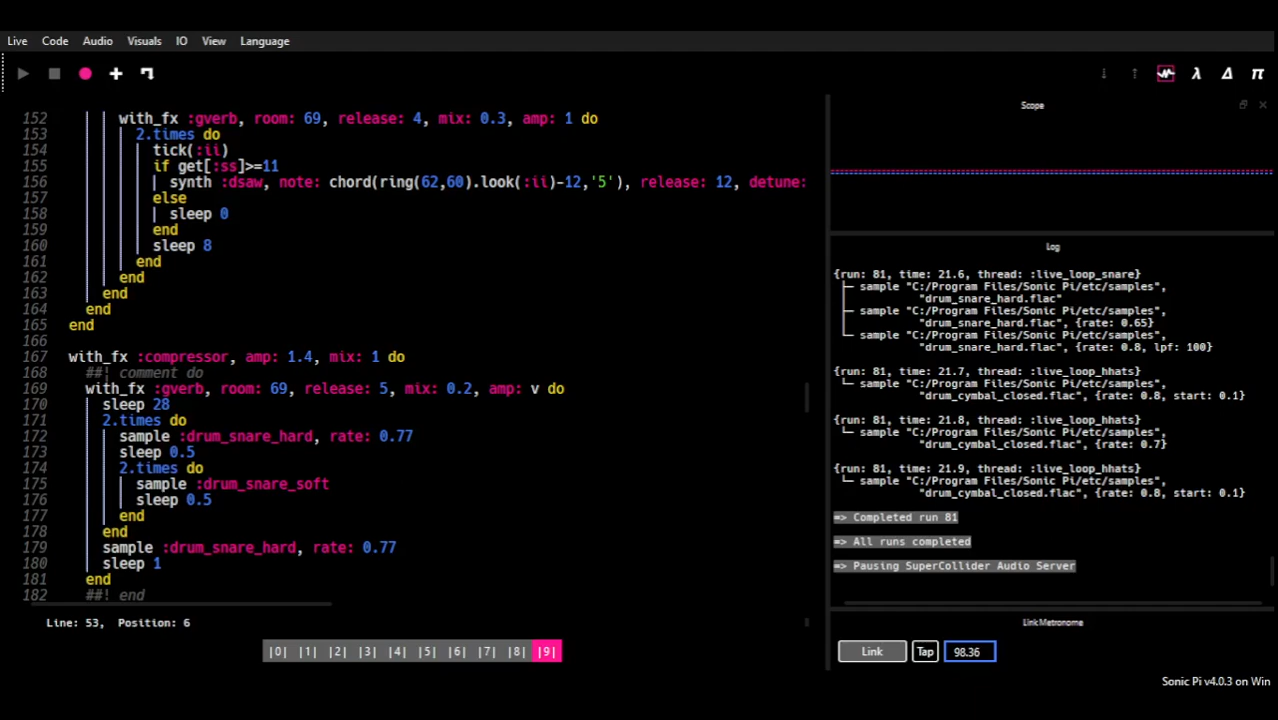 Live Code Audio Visuals IO View Language
λ Δ π
152 with_fx :gverb, room: 69, release: 4, mix: 0.3, amp: 1 do
153 2.times do
154 tick(:ii)
155 if get[:ss]>=11
156 synth :dsaw, note: chord(ring(62,60).look(:ii)-12,'5'), release: 12, detune:
157 else
158 sleep 0
159 end
160 sleep 8
161 end
162 end
163 end
164 end
165 end
166
167 with_fx :compressor, amp: 1.4, mix: 1 do
168 ##! comment do
169 with_fx :gverb, room: 69, release: 5, mix: 0.2, amp: v do
170 sleep 28
171 2.times do
172 sample :drum_snare_hard, rate: 0.77
173 sleep 0.5
174 2.times do
175 sample :drum_snare_soft
176 sleep 0.5
177 end
178 end
179 sample :drum_snare_hard, rate: 0.77
180 sleep 1
181 end
182 ##! end
Line: 53, Position: 6
|0| |1| |2| |3| |4| |5| |6| |7| |8| |9|
Scope
Log
{run: 81, time: 21.6, thread: :live_loop_snare}
├─ sample "C:/Program Files/Sonic Pi/etc/samples",
"drum_snare_hard.flac"
├─ sample "C:/Program Files/Sonic Pi/etc/samples",
"drum_snare_hard.flac", {rate: 0.65}
└─ sample "C:/Program Files/Sonic Pi/etc/samples",
"drum_snare_hard.flac", {rate: 0.8, lpf: 100}
{run: 81, time: 21.7, thread: :live_loop_hhats}
└─ sample "C:/Program Files/Sonic Pi/etc/samples",
"drum_cymbal_closed.flac", {rate: 0.8, start: 0.1}
{run: 81, time: 21.8, thread: :live_loop_hhats}
└─ sample "C:/Program Files/Sonic Pi/etc/samples",
"drum_cymbal_closed.flac", {rate: 0.7}
{run: 81, time: 21.9, thread: :live_loop_hhats}
└─ sample "C:/Program Files/Sonic Pi/etc/samples",
"drum_cymbal_closed.flac", {rate: 0.8, start: 0.1}
=> Completed run 81
=> All runs completed
=> Pausing SuperCollider Audio Server
Link Metronome
Link Tap 98.36
Sonic Pi v4.0.3 on Win